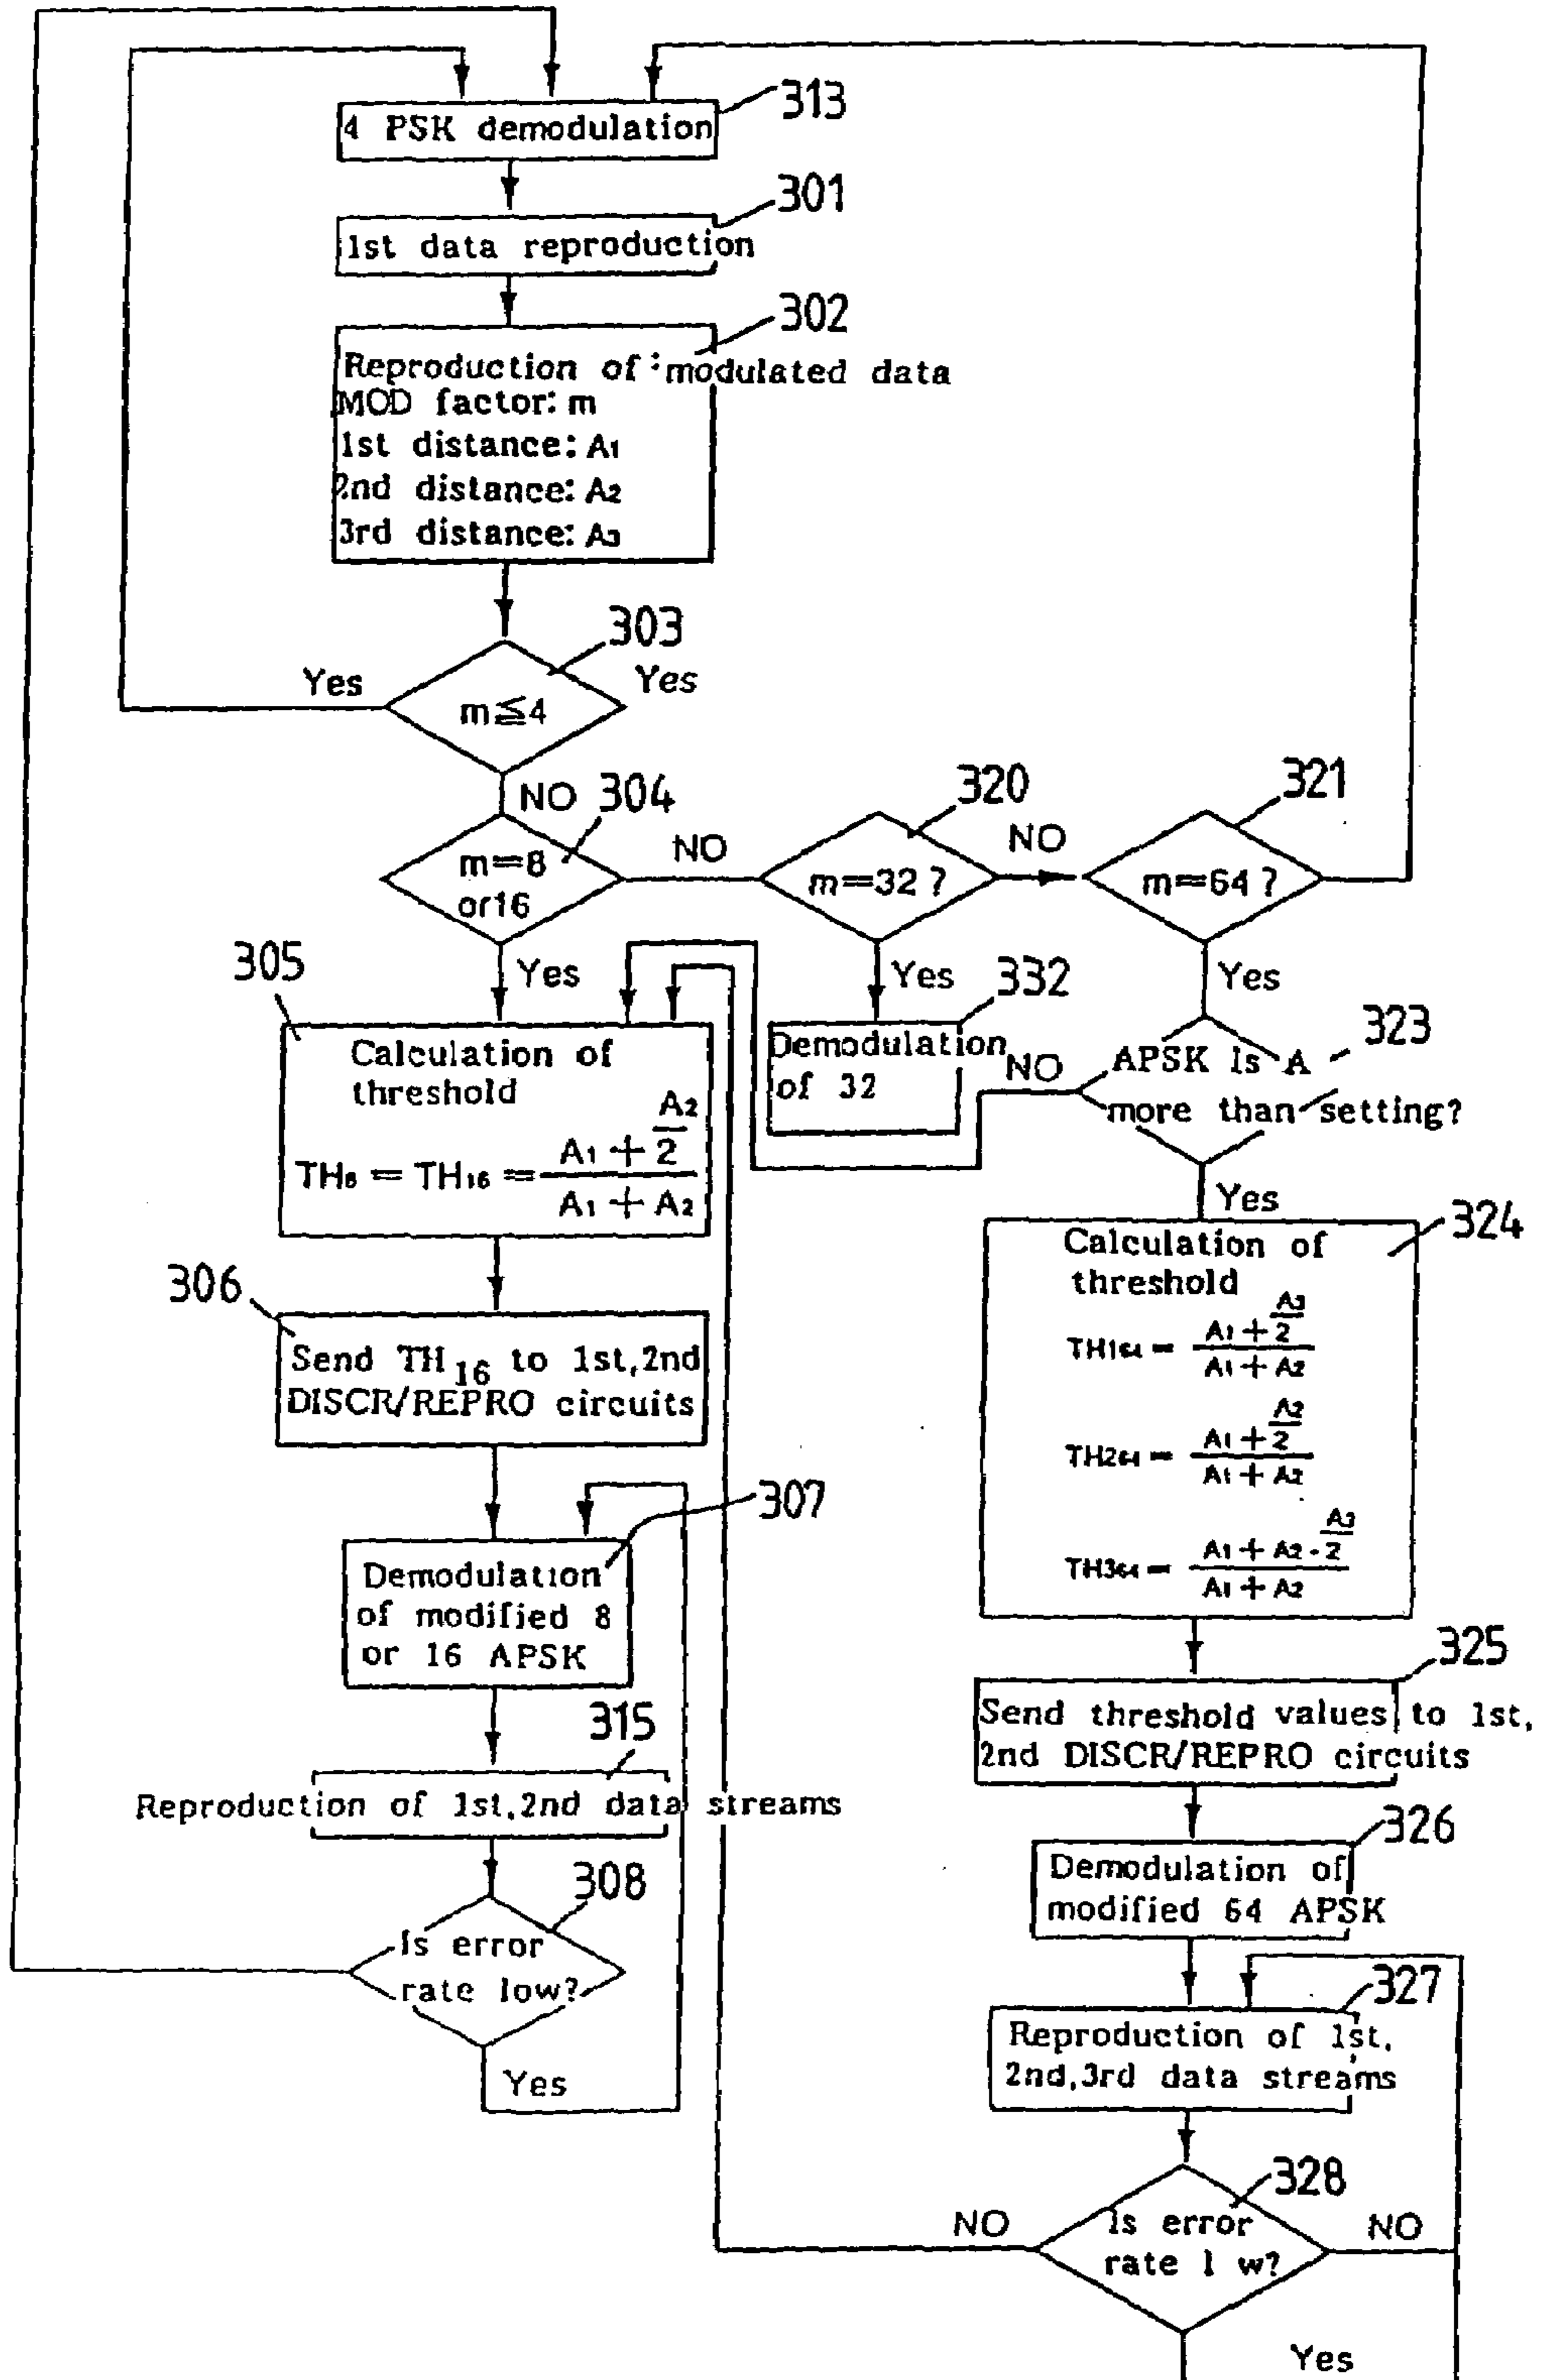 313
4 PSK demodulation
301
1st data reproduction
302
Reproduction of modulated data
MOD factor: m
1st distance: A1
2nd distance: A2
3rd distance: A3
303
Yes
m≦4
Yes
NO
304
m=8
or16
NO
320
m=32 ?
NO
321
m=64 ?
305
Yes
Yes
332
Yes
Calculation of
threshold
TH8 = TH16 = (A1 + A2/2) / (A1 + A2)
Demodulation
of 32
NO
323
APSK Is A
more than setting?
Yes
306
Send TH16 to 1st,2nd
DISCR/REPRO circuits
324
Calculation of
threshold
TH164 = (A1 + A3/2) / (A1 + A2)
TH264 = (A1 + A2/2) / (A1 + A2)
TH364 = (A1 + A2 - A3/2) / (A1 + A2)
307
Demodulation
of modified 8
or 16 APSK
315
Reproduction of 1st,2nd data streams
308
Is error
rate low?
Yes
325
Send threshold values to 1st,
2nd DISCR/REPRO circuits
326
Demodulation of
modified 64 APSK
327
Reproduction of 1st,
2nd,3rd data streams
328
NO
Is error
rate l w?
NO
Yes